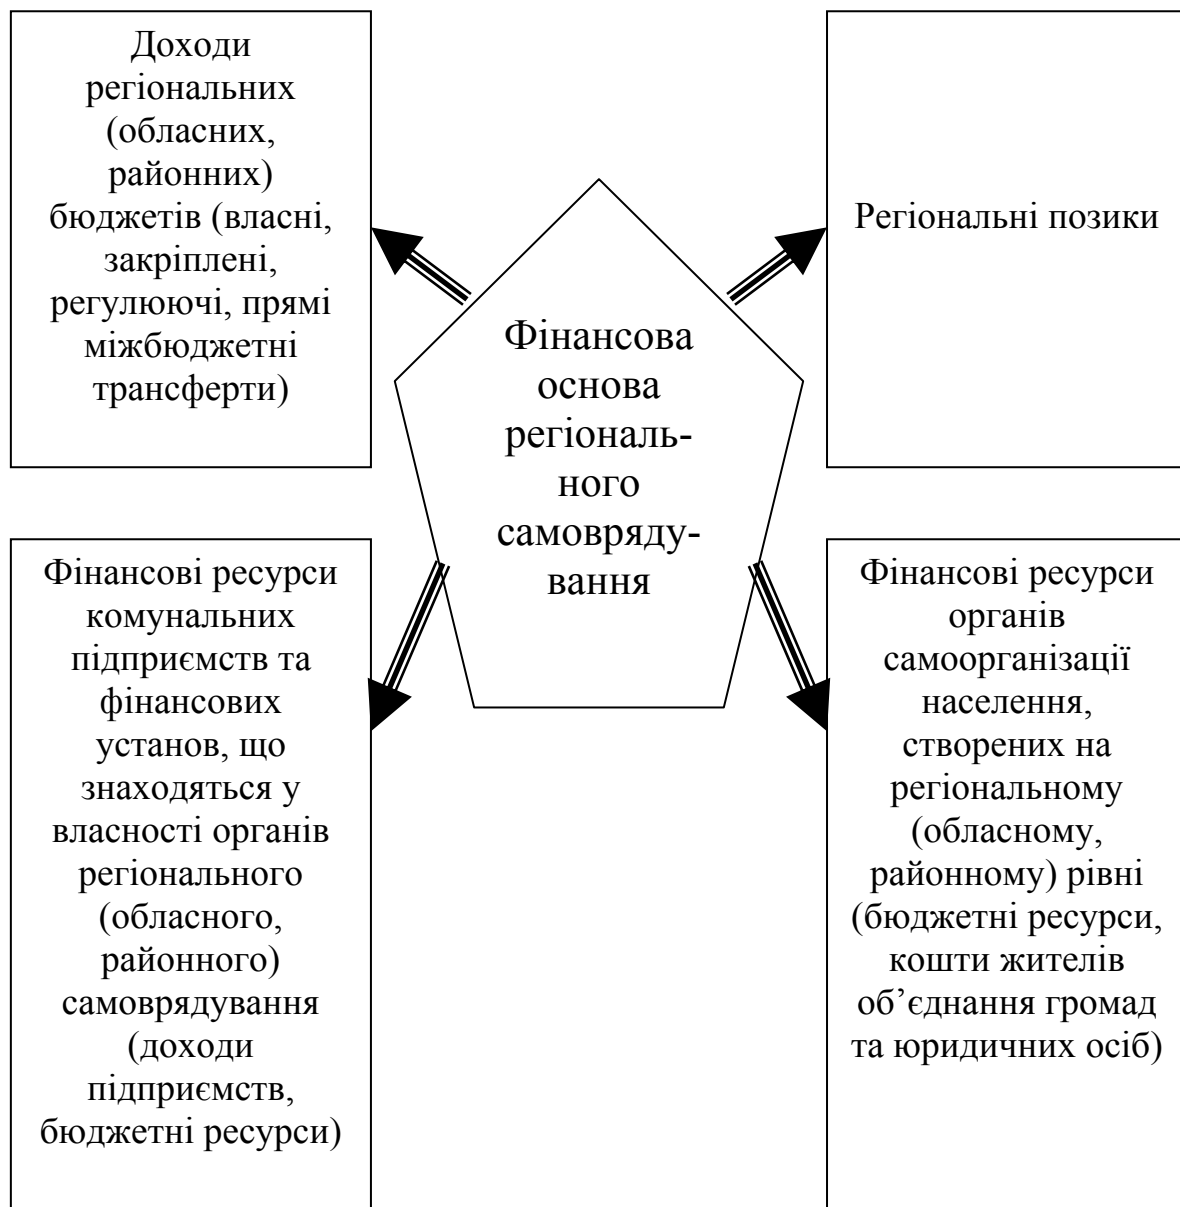 Доходи
регіональних
(обласних,
районних)
бюджетів (власні,
закріплені,
регулюючі, прямі
міжбюджетні
трансферти)
Регіональні позики
Фінансова
основа
регіональ-
ного
самовряду-
вання
Фінансові ресурси
комунальних
підприємств та
фінансових
установ, що
знаходяться у
власності органів
регіонального
(обласного,
районного)
самоврядування
(доходи
підприємств,
бюджетні ресурси)
Фінансові ресурси
органів
самоорганізації
населення,
створених на
регіональному
(обласному,
районному) рівні
(бюджетні ресурси,
кошти жителів
об’єднання громад
та юридичних осіб)